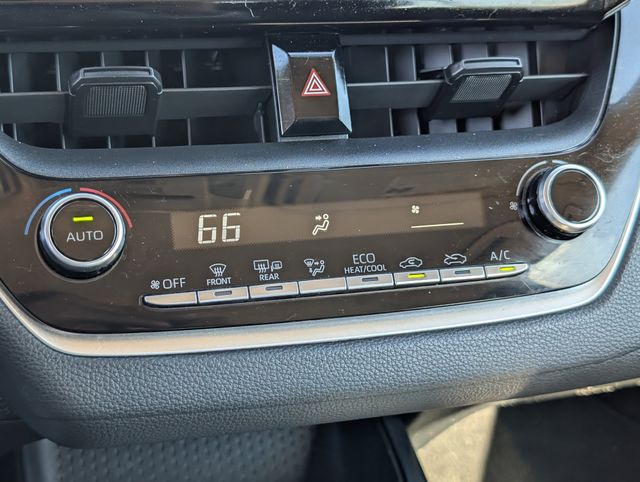 AUTO
66
OFF
FRONT
REAR
ECO
HEAT/COOL
A/C